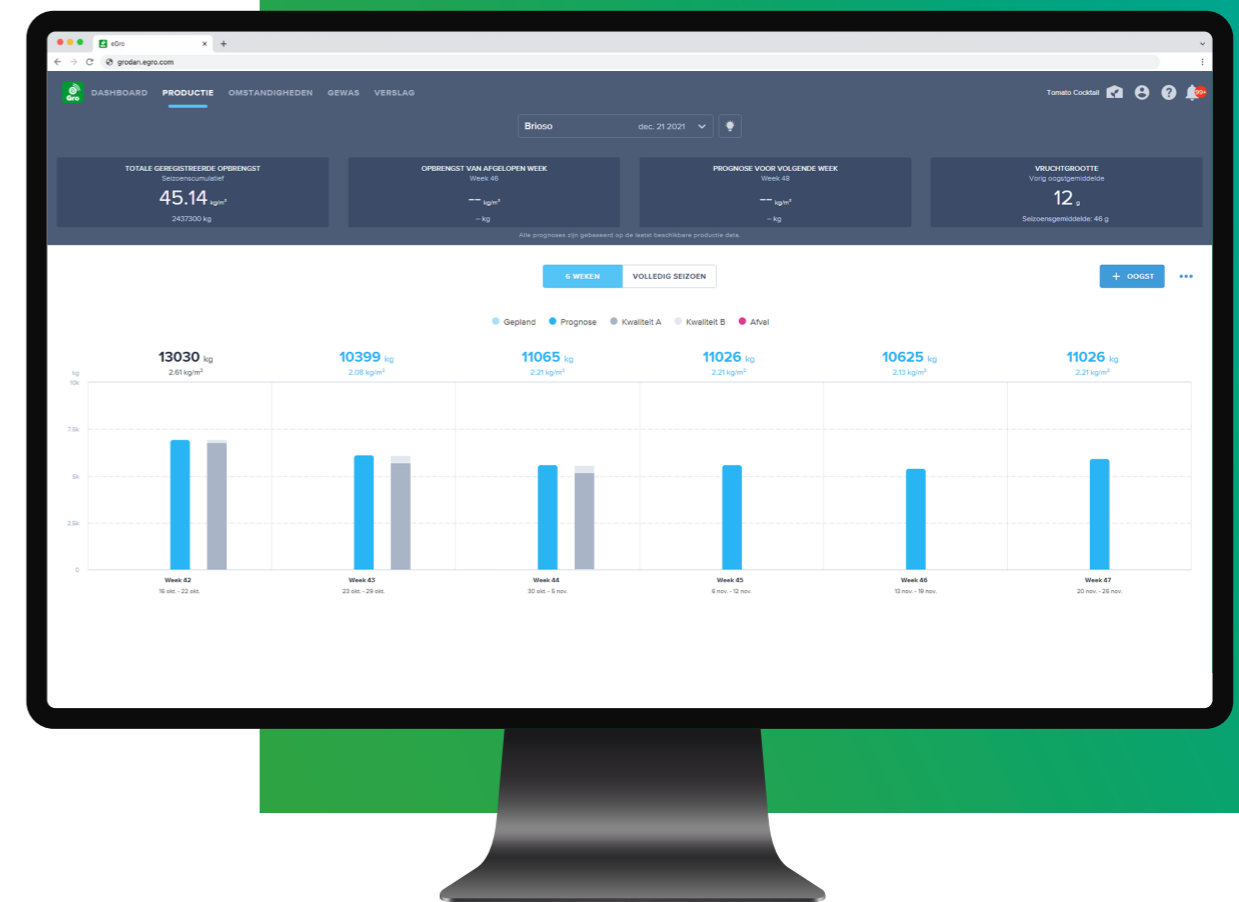 eGro × +
grodan.egro.com
eGro DASHBOARD PRODUCTIE OMSTANDIGHEDEN GEWAS VERSLAG Tomato Cocktail 99+
Brioso dec. 21 2021
TOTALE GEREGISTREERDE OPBRENGST
Seizoenscumulatief
45.14 kg/m²
2437300 kg
OPBRENGST VAN AFGELOPEN WEEK
Week 46
-- kg/m²
– kg
PROGNOSE VOOR VOLGENDE WEEK
Week 48
-- kg/m²
– kg
VRUCHTGROOTTE
Vorig oogstgemiddelde
12 g
Seizoensgemiddelde: 46 g
Alle prognoses zijn gebaseerd op de laatst beschikbare productie data.
6 WEKEN VOLLEDIG SEIZOEN + OOGST
Gepland Prognose Kwaliteit A Kwaliteit B Afval
13030 kg 10399 kg 11065 kg 11026 kg 10625 kg 11026 kg
2.61 kg/m² 2.08 kg/m² 2.21 kg/m² 2.21 kg/m² 2.13 kg/m² 2.21 kg/m²
kg
10k
7.5k
5k
2.5k
0
Week 42 Week 43 Week 44 Week 45 Week 46 Week 47
16 okt. - 22 okt. 23 okt. - 29 okt. 30 okt. - 5 nov. 6 nov. - 12 nov. 13 nov. - 19 nov. 20 nov. - 26 nov.